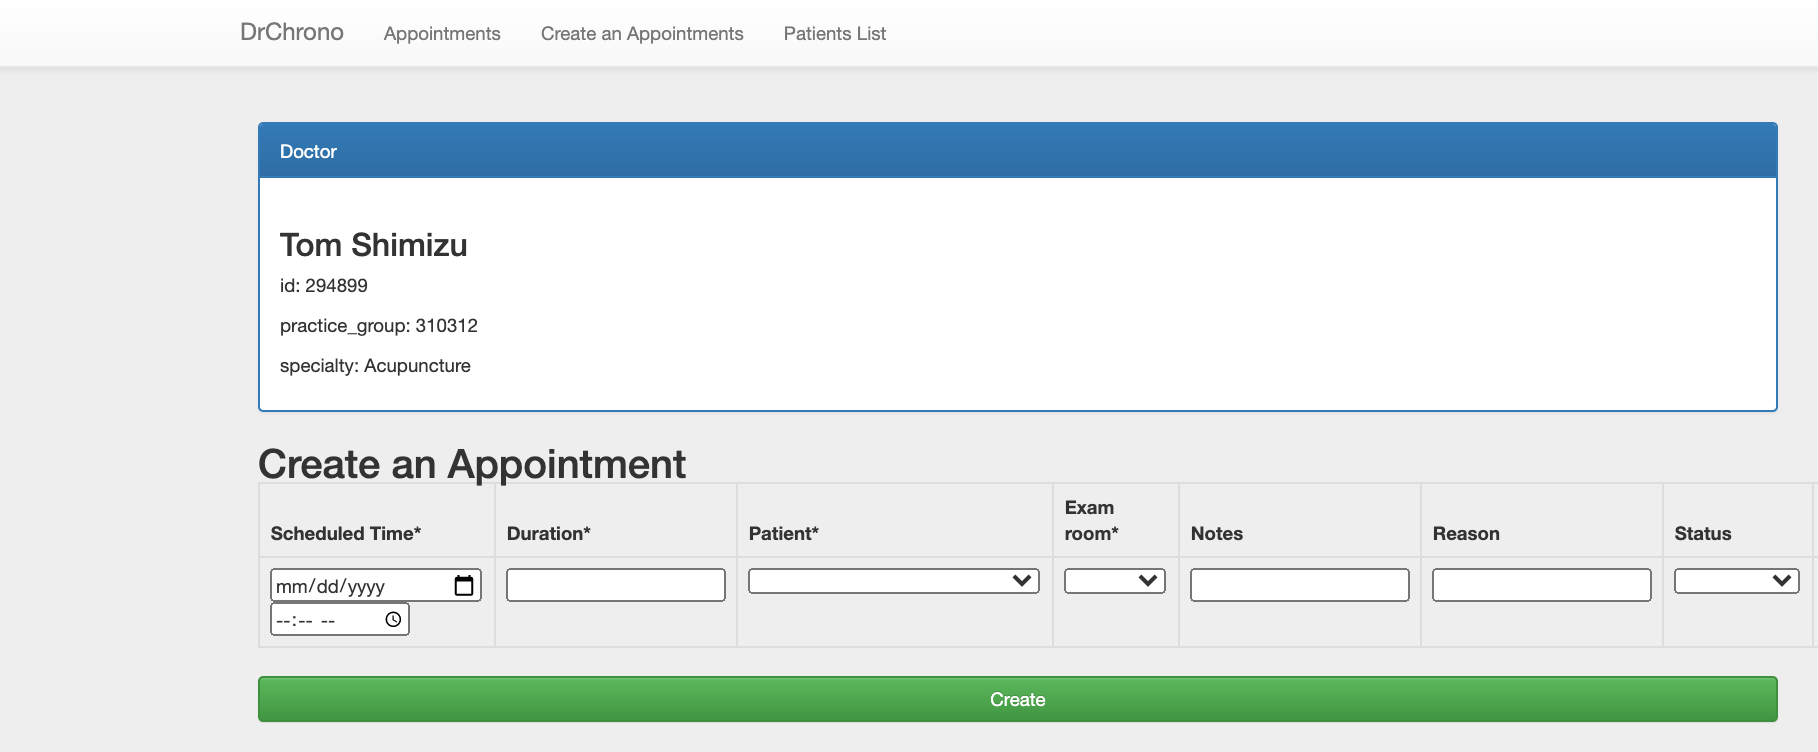 DrChrono Appointments Create an Appointments Patients List
Doctor
Tom Shimizu
id: 294899
practice_group: 310312
specialty: Acupuncture
Create an Appointment
Scheduled Time* Duration* Patient* Exam room* Notes Reason Status
mm/dd/yyyy
--:-- --
Create